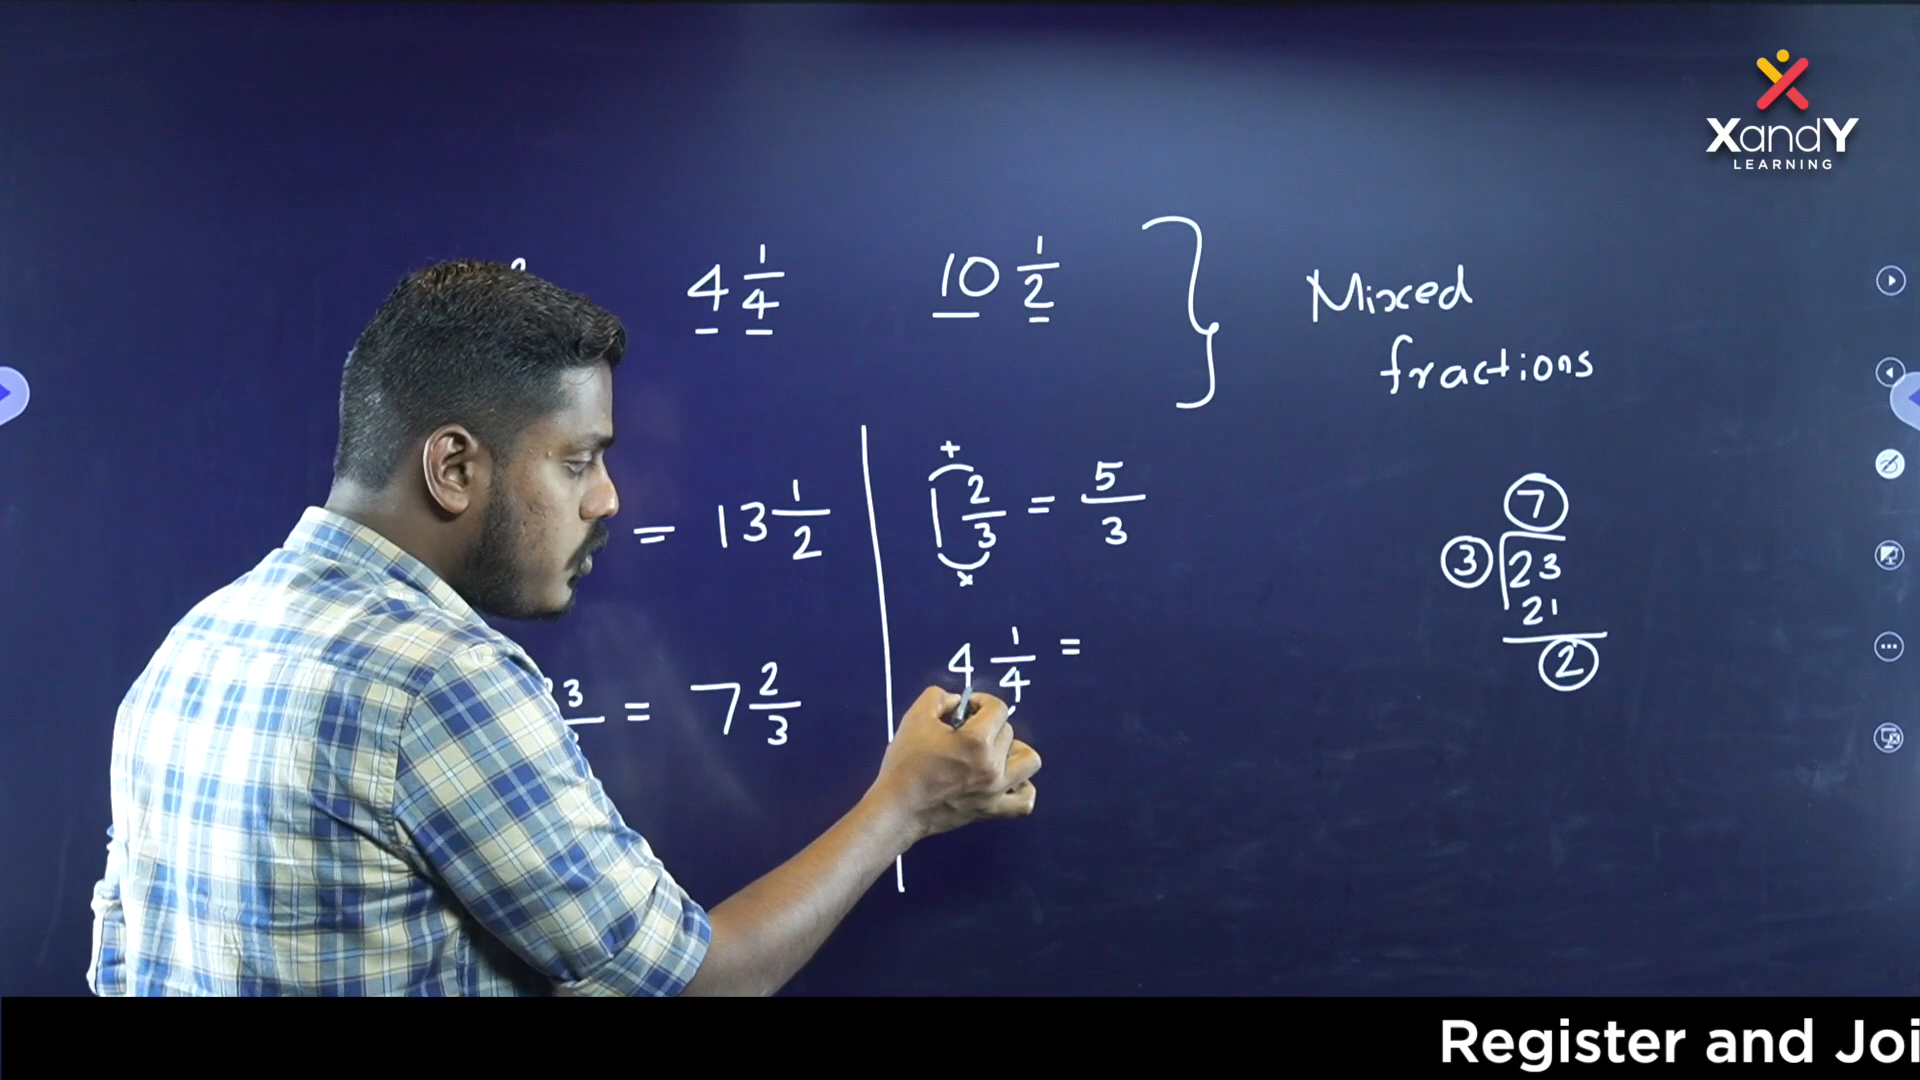 XandY
LEARNING
4 1/4
10 1/2
Mixed
fractions
= 13 1/2
+
1 2/3 = 5/3
×
7
3 23
21
2
4 1/4 =
3 = 7 2/3
Register and Joi